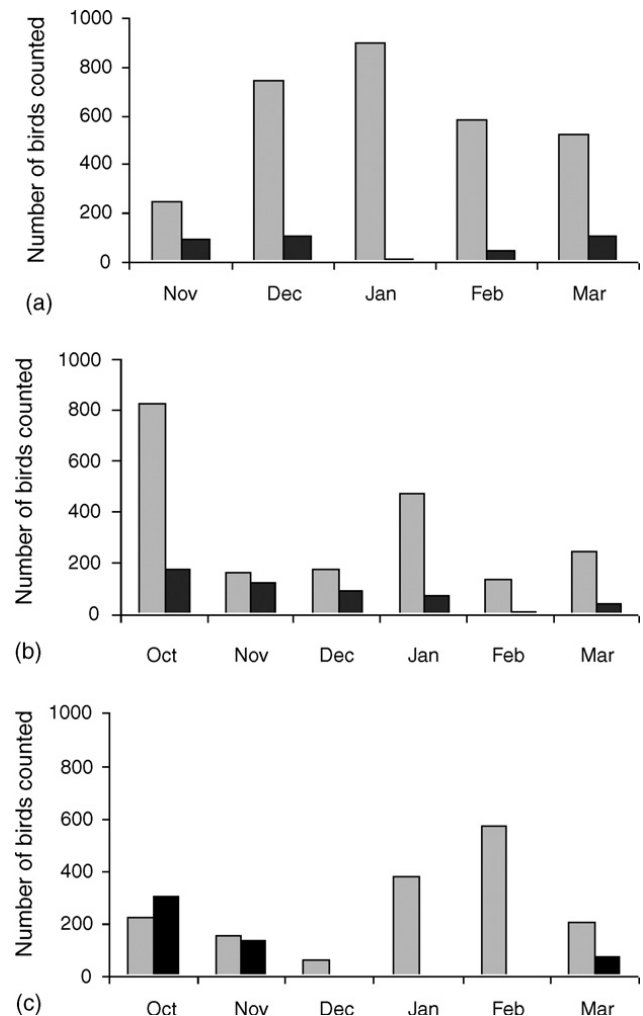 1000
800
600
400
200
0
Number of birds counted
Nov Dec Jan Feb Mar
(a)
1000
800
600
400
200
0
Number of birds counted
Oct Nov Dec Jan Feb Mar
(b)
1000
800
600
400
200
0
Number of birds counted
Oct Nov Dec Jan Feb Mar
(c)